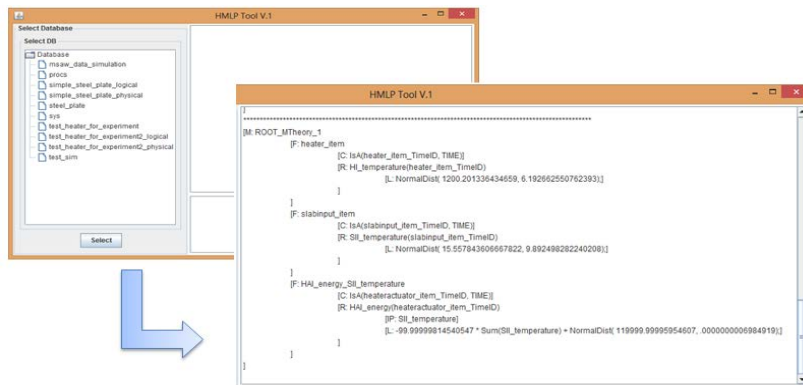 HMLP Tool V.1
Select Database
Select DB
Database
msaw_data_simulation
procs
simple_steel_plate_logical
simple_steel_plate_physical
steel_plate
sys
test_heater_for_experiment
test_heater_for_experiment2_logical
test_heater_for_experiment2_physical
test_sim
Select
HMLP Tool V.1
]
[M: ROOT_MTheory_1
[F: heater_item
[C: IsA(heater_item_TimeID, TIME)]
[R: HI_temperature(heater_item_TimeID)
[L: NormalDist( 1200.201336434659, 6.192662550762393);]
]
]
[F: slabinput_item
[C: IsA(slabinput_item_TimeID, TIME)]
[R: SII_temperature(slabinput_item_TimeID)
[L: NormalDist( 15.557843606667822, 9.892498282240208);]
]
]
[F: HAI_energy_SII_temperature
[C: IsA(heateractuator_item_TimeID, TIME)]
[R: HAI_energy(heateractuator_item_TimeID)
[IP: SII_temperature]
[L: -99.99999814540547 * Sum(SII_temperature) + NormalDist( 119999.99995954607, .0000000006984919);]
]
]
]